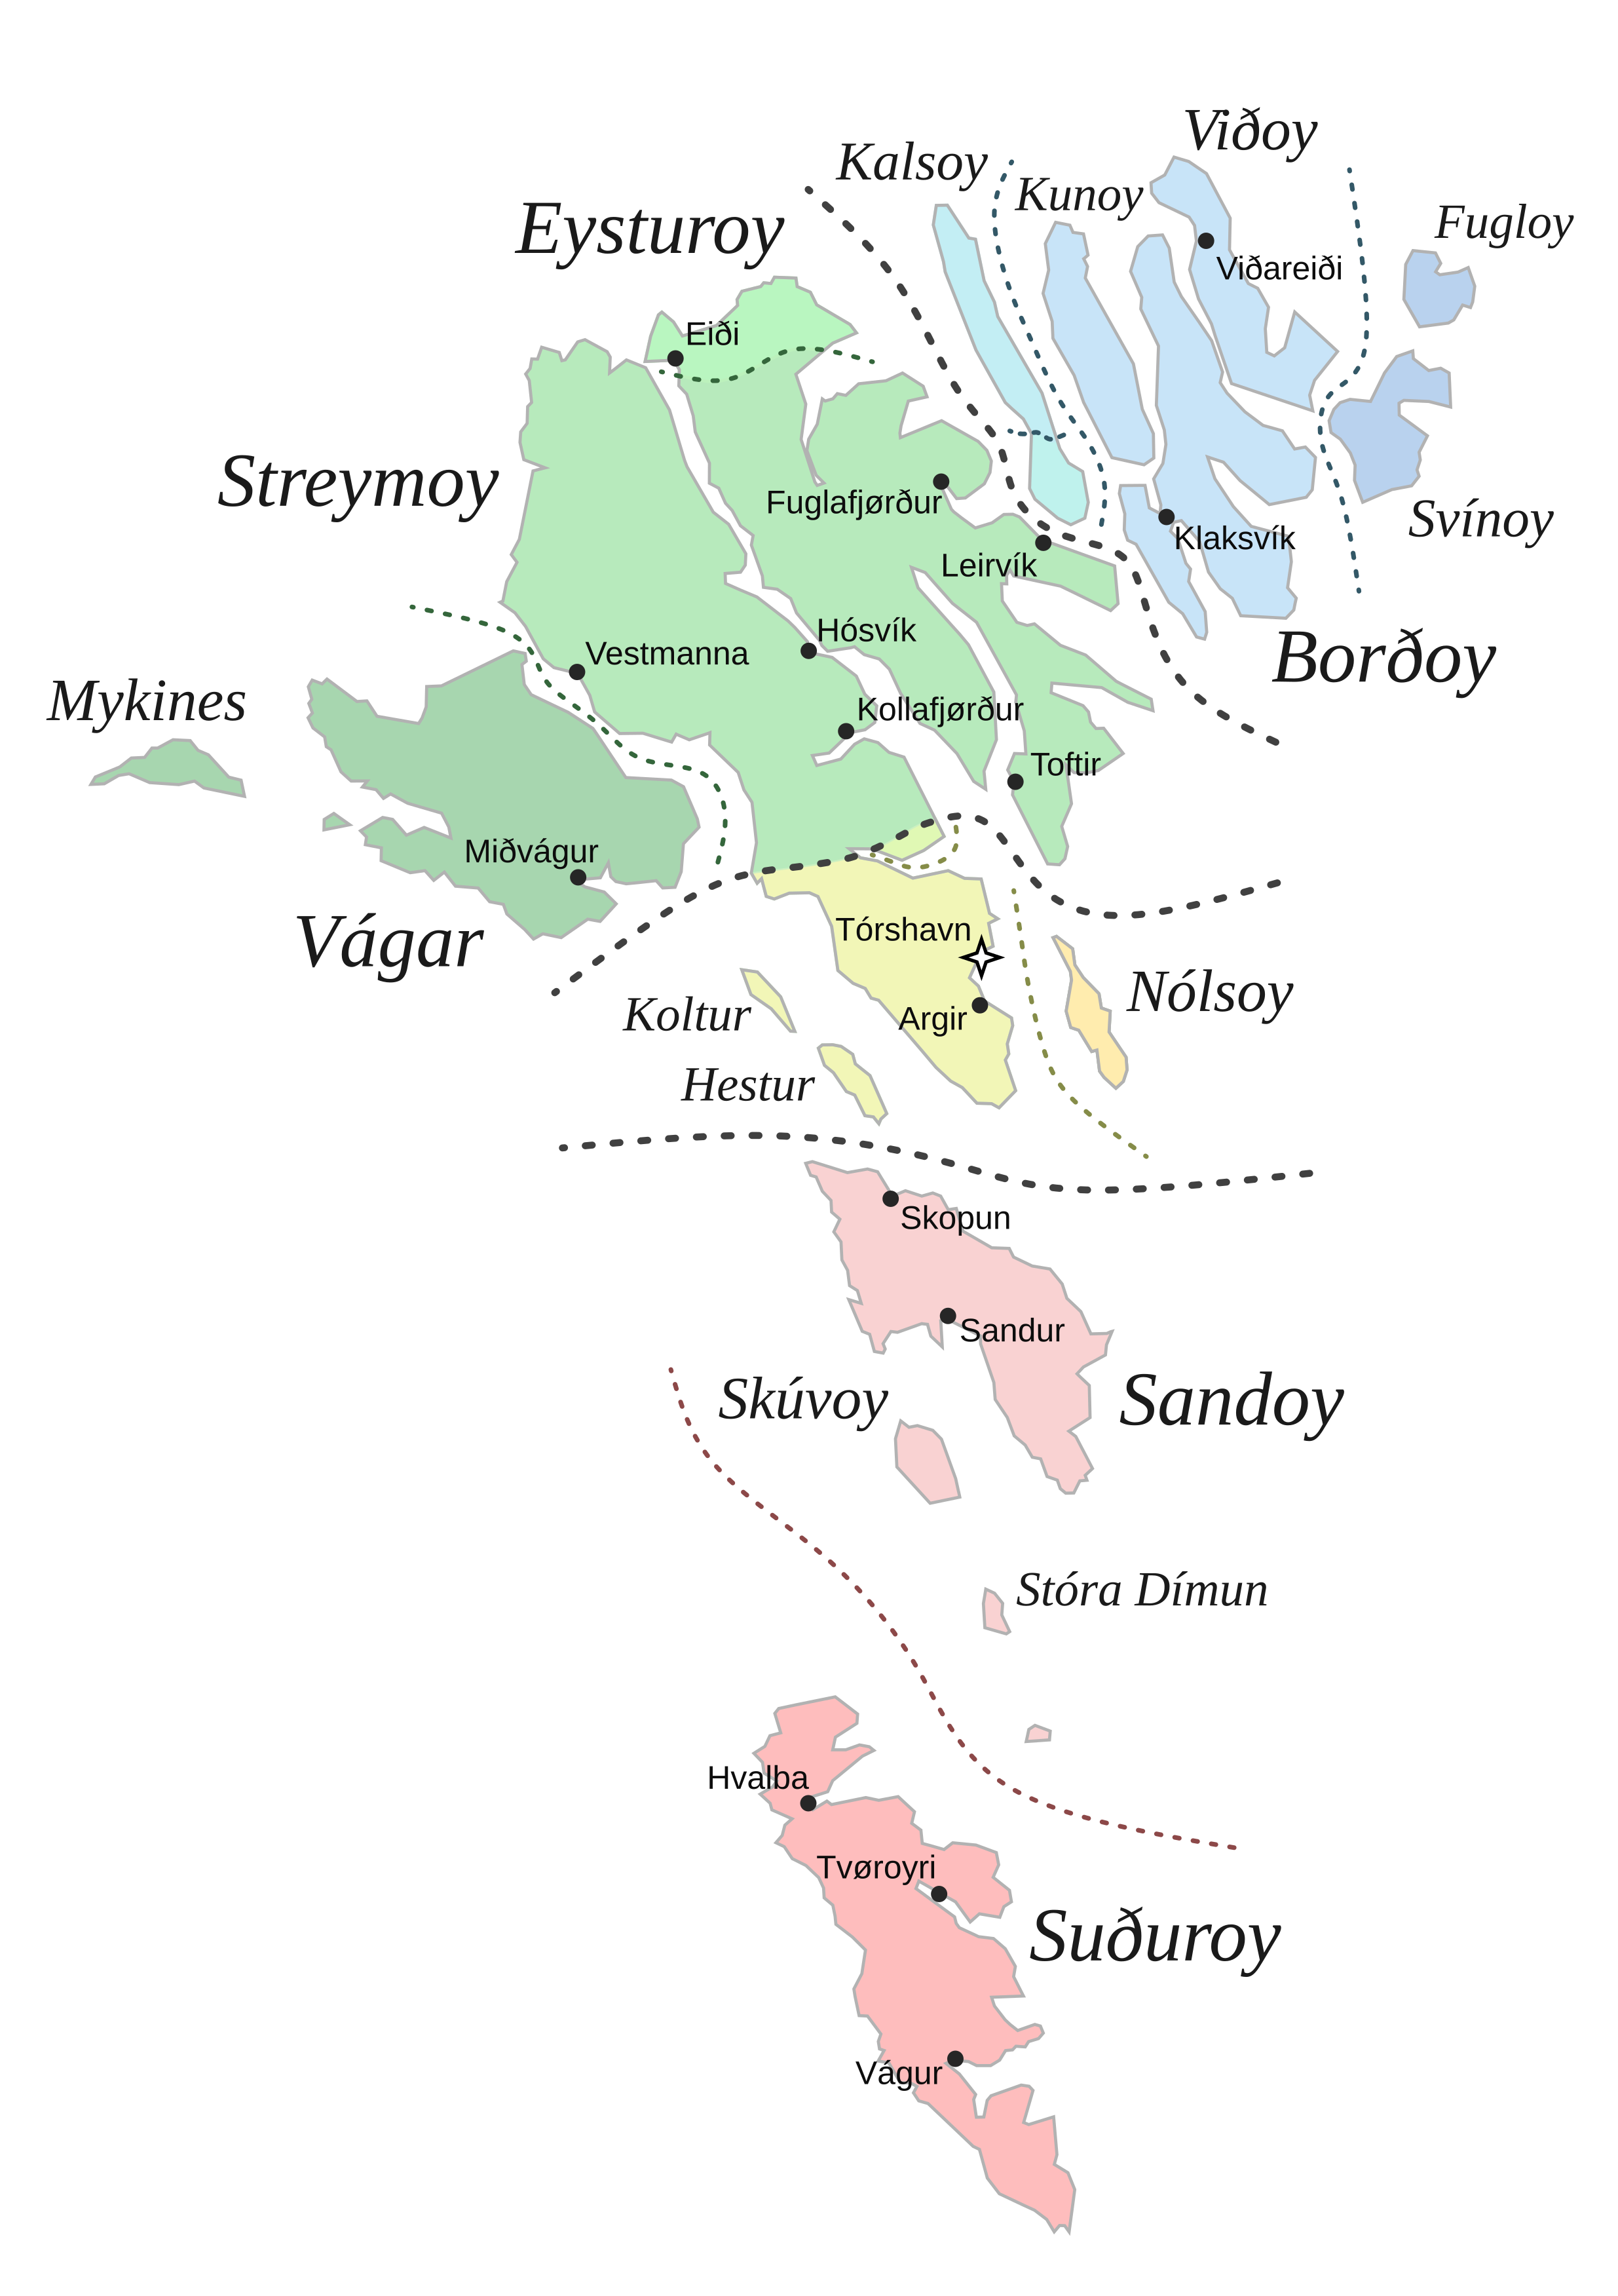 Viðoy
Kalsoy
Kunoy
Fugloy
Eysturoy
Viðareiði
Eiði
Streymoy
Fuglafjørður
Svínoy
Klaksvík
Leirvík
Hósvík
Vestmanna
Borðoy
Mykines
Kollafjørður
Toftir
Miðvágur
Tórshavn
Vágar
Nólsoy
Koltur
Argir
Hestur
Skopun
Sandur
Skúvoy
Sandoy
Stóra Dímun
Hvalba
Tvøroyri
Suðuroy
Vágur